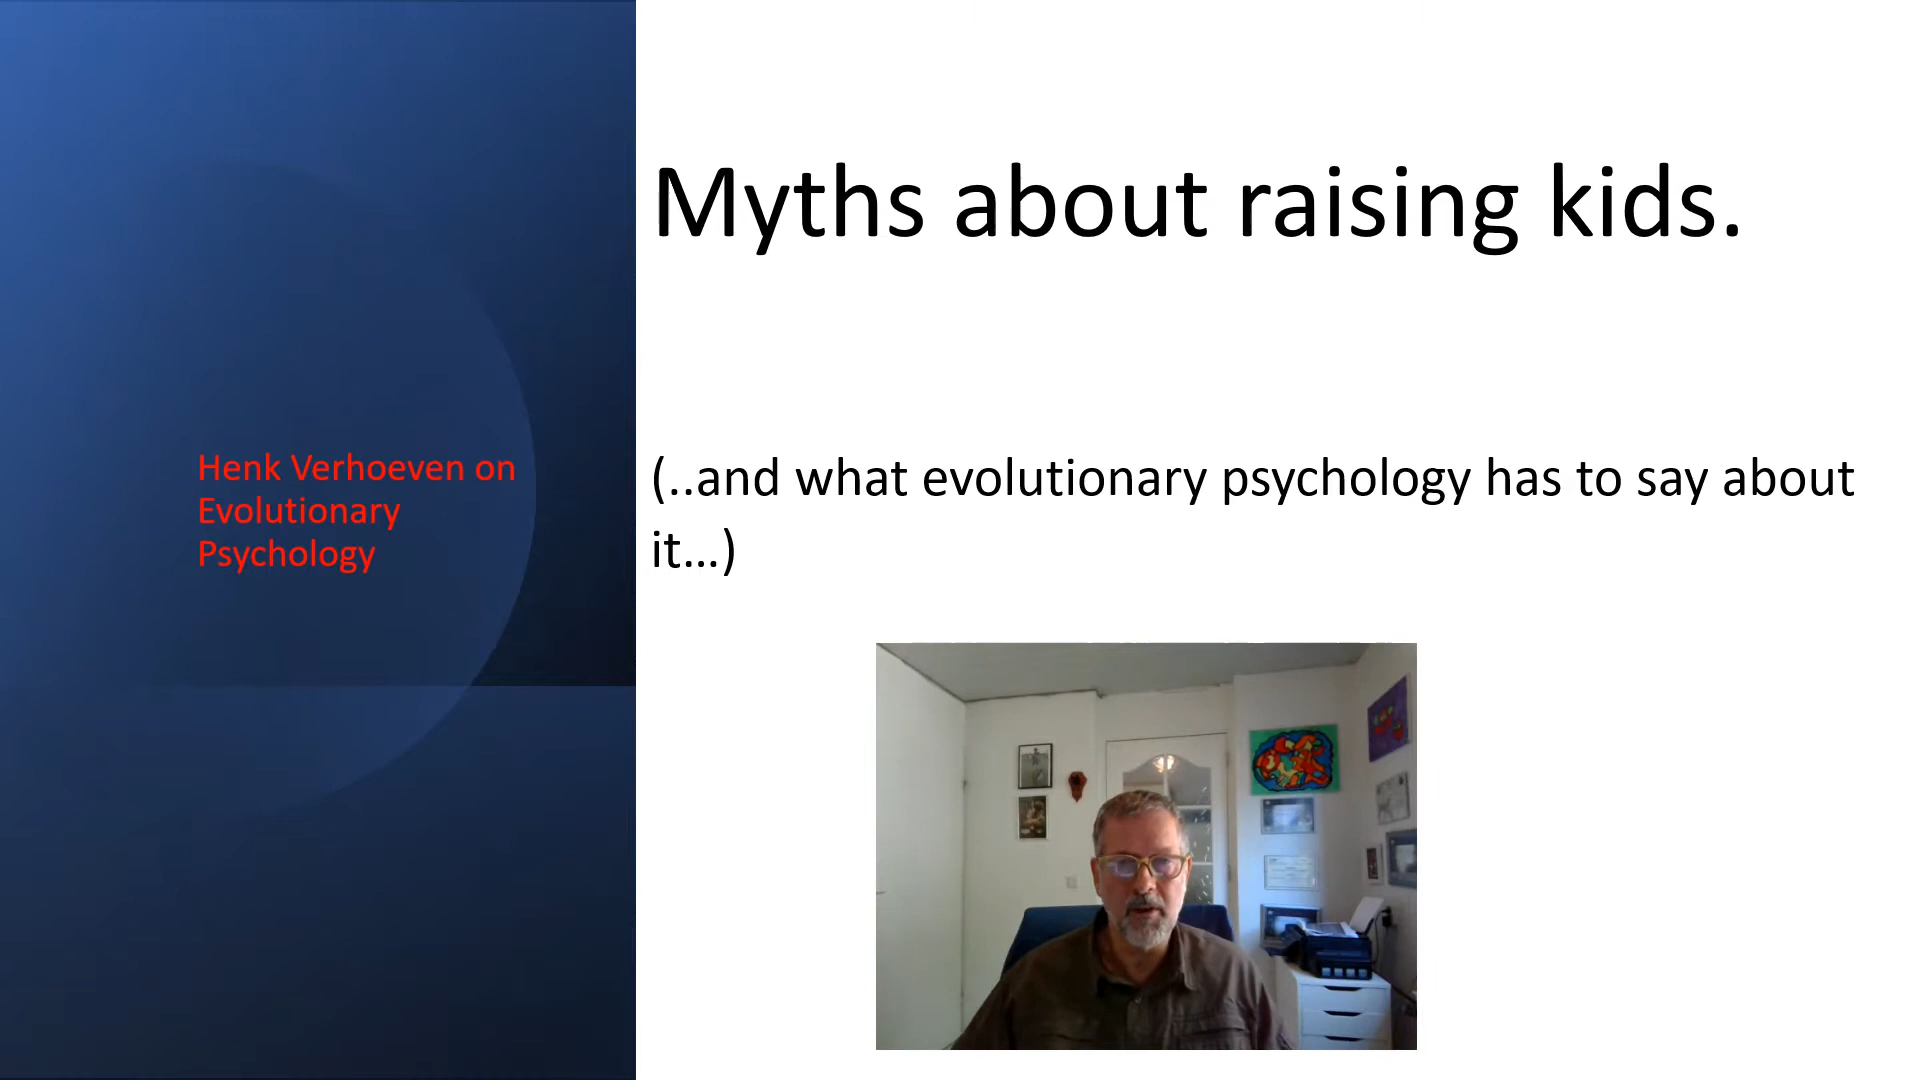 Myths about raising kids.
Henk Verhoeven on
Evolutionary
Psychology
(..and what evolutionary psychology has to say about
it...)